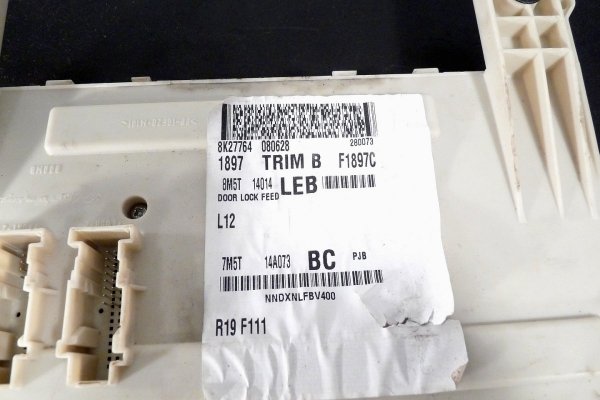 8K27764 080628 280073
1897 TRIM B F1897C
8M5T 14014 LEB
DOOR LOCK FEED
L12
7M5T 14A073 BC PJB
NNDXNLFBV400
R19 F111